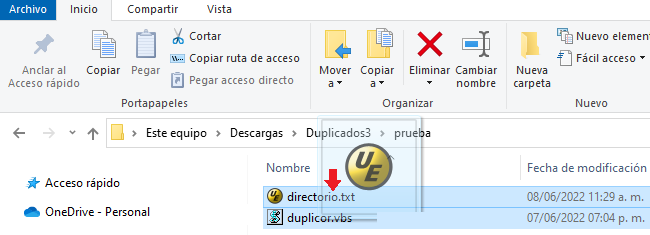 Archivo Inicio Compartir Vista
Anclar al Acceso rápido
Copiar
Pegar
Cortar
Copiar ruta de acceso
Pegar acceso directo
Portapapeles
Mover a
Copiar a
Eliminar
Cambiar nombre
Organizar
Nueva carpeta
Nuevo elemen
Fácil acceso
Nuevo
Este equipo > Descargas > Duplicados3 > prueba
Acceso rápido
OneDrive - Personal
Nombre Fecha de modificación
UE
directorio.txt 08/06/2022 11:29 a. m.
duplicor.vbs 07/06/2022 07:04 p. m.